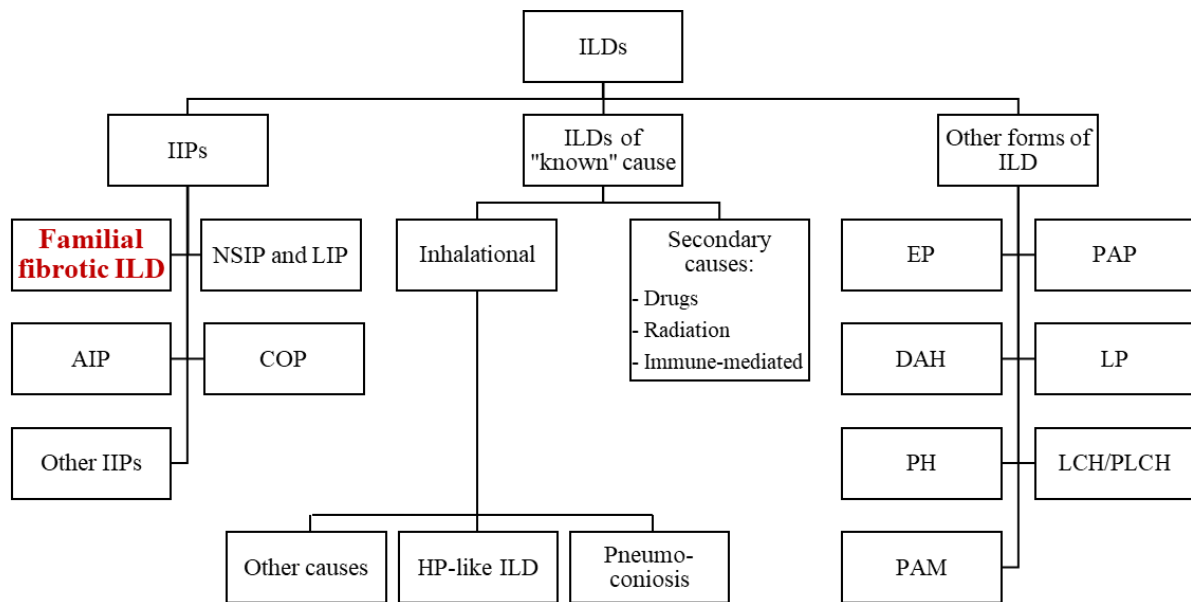 ILDs
IIPs
ILDs of
"known" cause
Other forms of
ILD
Familial
fibrotic ILD
NSIP and LIP
Inhalational
Secondary
causes:
- Drugs
- Radiation
- Immune-mediated
EP
PAP
AIP
COP
DAH
LP
Other IIPs
PH
LCH/PLCH
Other causes
HP-like ILD
Pneumo-
coniosis
PAM